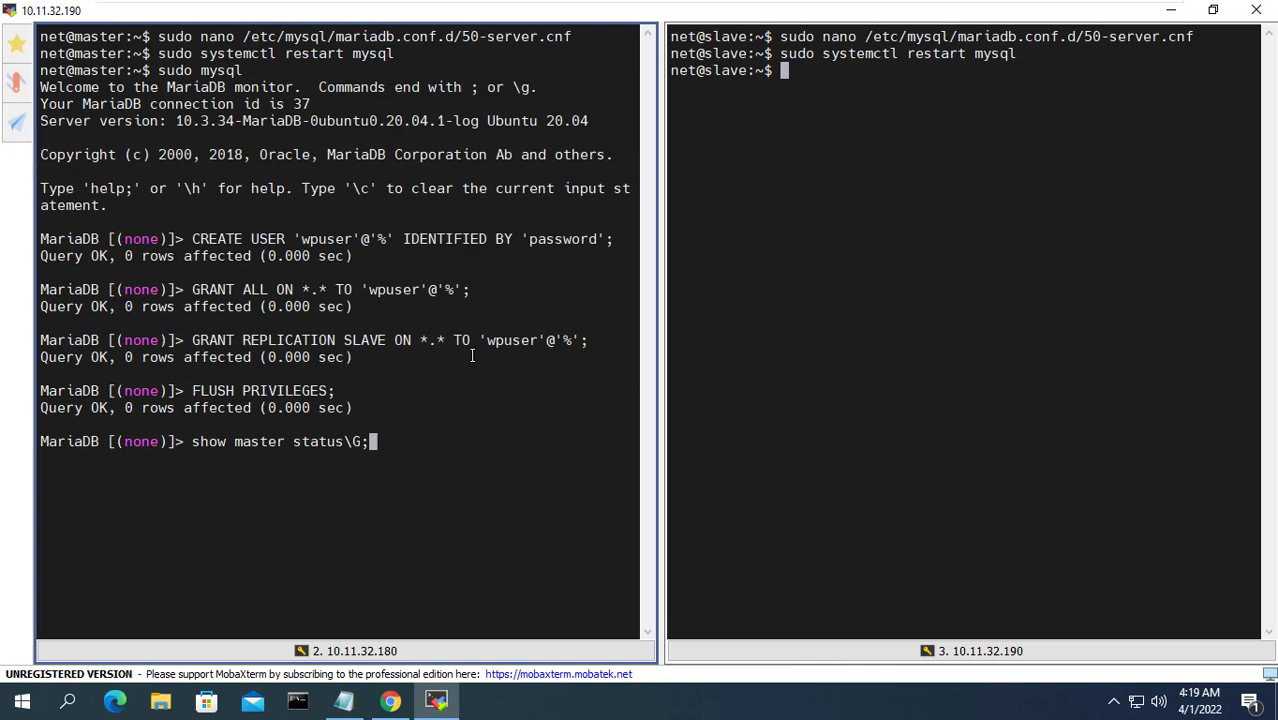 10.11.32.190
net@master:~$ sudo nano /etc/mysql/mariadb.conf.d/50-server.cnf
net@master:~$ sudo systemctl restart mysql
net@master:~$ sudo mysql
Welcome to the MariaDB monitor.  Commands end with ; or \g.
Your MariaDB connection id is 37
Server version: 10.3.34-MariaDB-0ubuntu0.20.04.1-log Ubuntu 20.04
Copyright (c) 2000, 2018, Oracle, MariaDB Corporation Ab and others.
Type 'help;' or '\h' for help. Type '\c' to clear the current input st
atement.
MariaDB [(none)]> CREATE USER 'wpuser'@'%' IDENTIFIED BY 'password';
Query OK, 0 rows affected (0.000 sec)
MariaDB [(none)]> GRANT ALL ON *.* TO 'wpuser'@'%';
Query OK, 0 rows affected (0.000 sec)
MariaDB [(none)]> GRANT REPLICATION SLAVE ON *.* TO 'wpuser'@'%';
Query OK, 0 rows affected (0.000 sec)
MariaDB [(none)]> FLUSH PRIVILEGES;
Query OK, 0 rows affected (0.000 sec)
MariaDB [(none)]> show master status\G;
2. 10.11.32.180
net@slave:~$ sudo nano /etc/mysql/mariadb.conf.d/50-server.cnf
net@slave:~$ sudo systemctl restart mysql
net@slave:~$
3. 10.11.32.190
UNREGISTERED VERSION - Please support MobaXterm by subscribing to the professional edition here: https://mobaxterm.mobatek.net
4:19 AM
4/1/2022
1